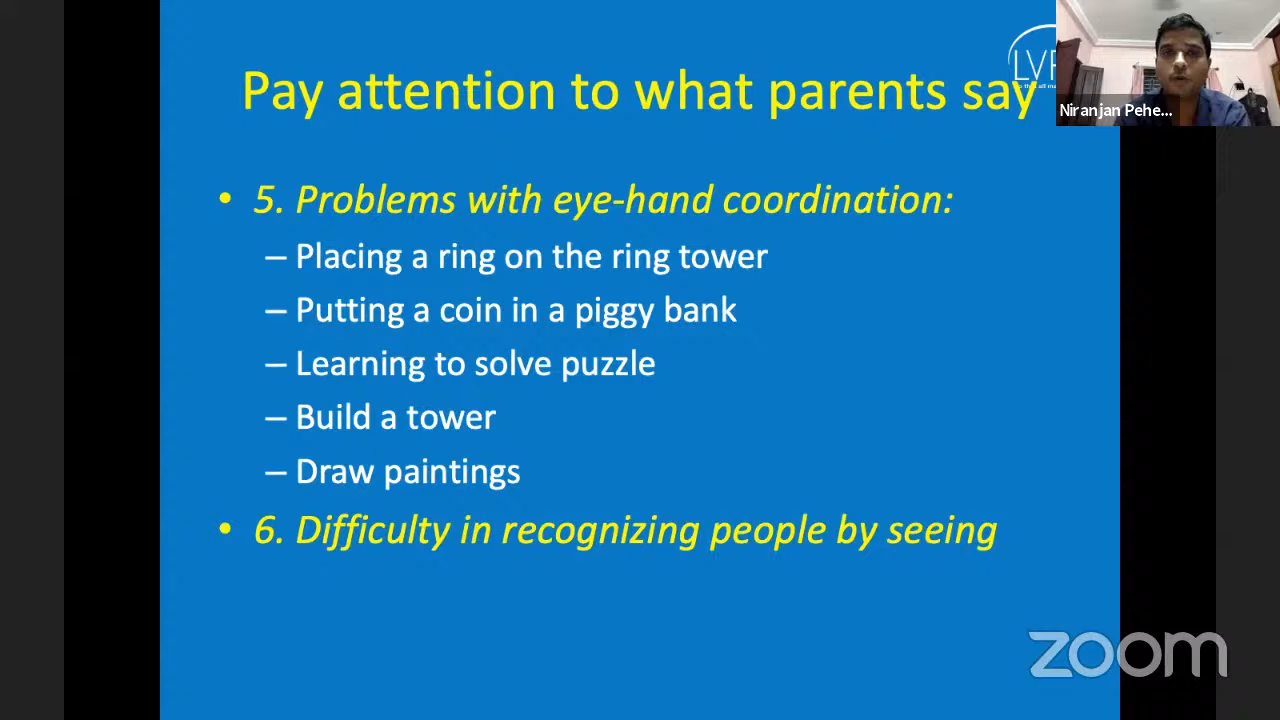 Pay attention to what parents say
LVP
Niranjan Pehe...
• 5. Problems with eye-hand coordination:
– Placing a ring on the ring tower
– Putting a coin in a piggy bank
– Learning to solve puzzle
– Build a tower
– Draw paintings
• 6. Difficulty in recognizing people by seeing
zoom